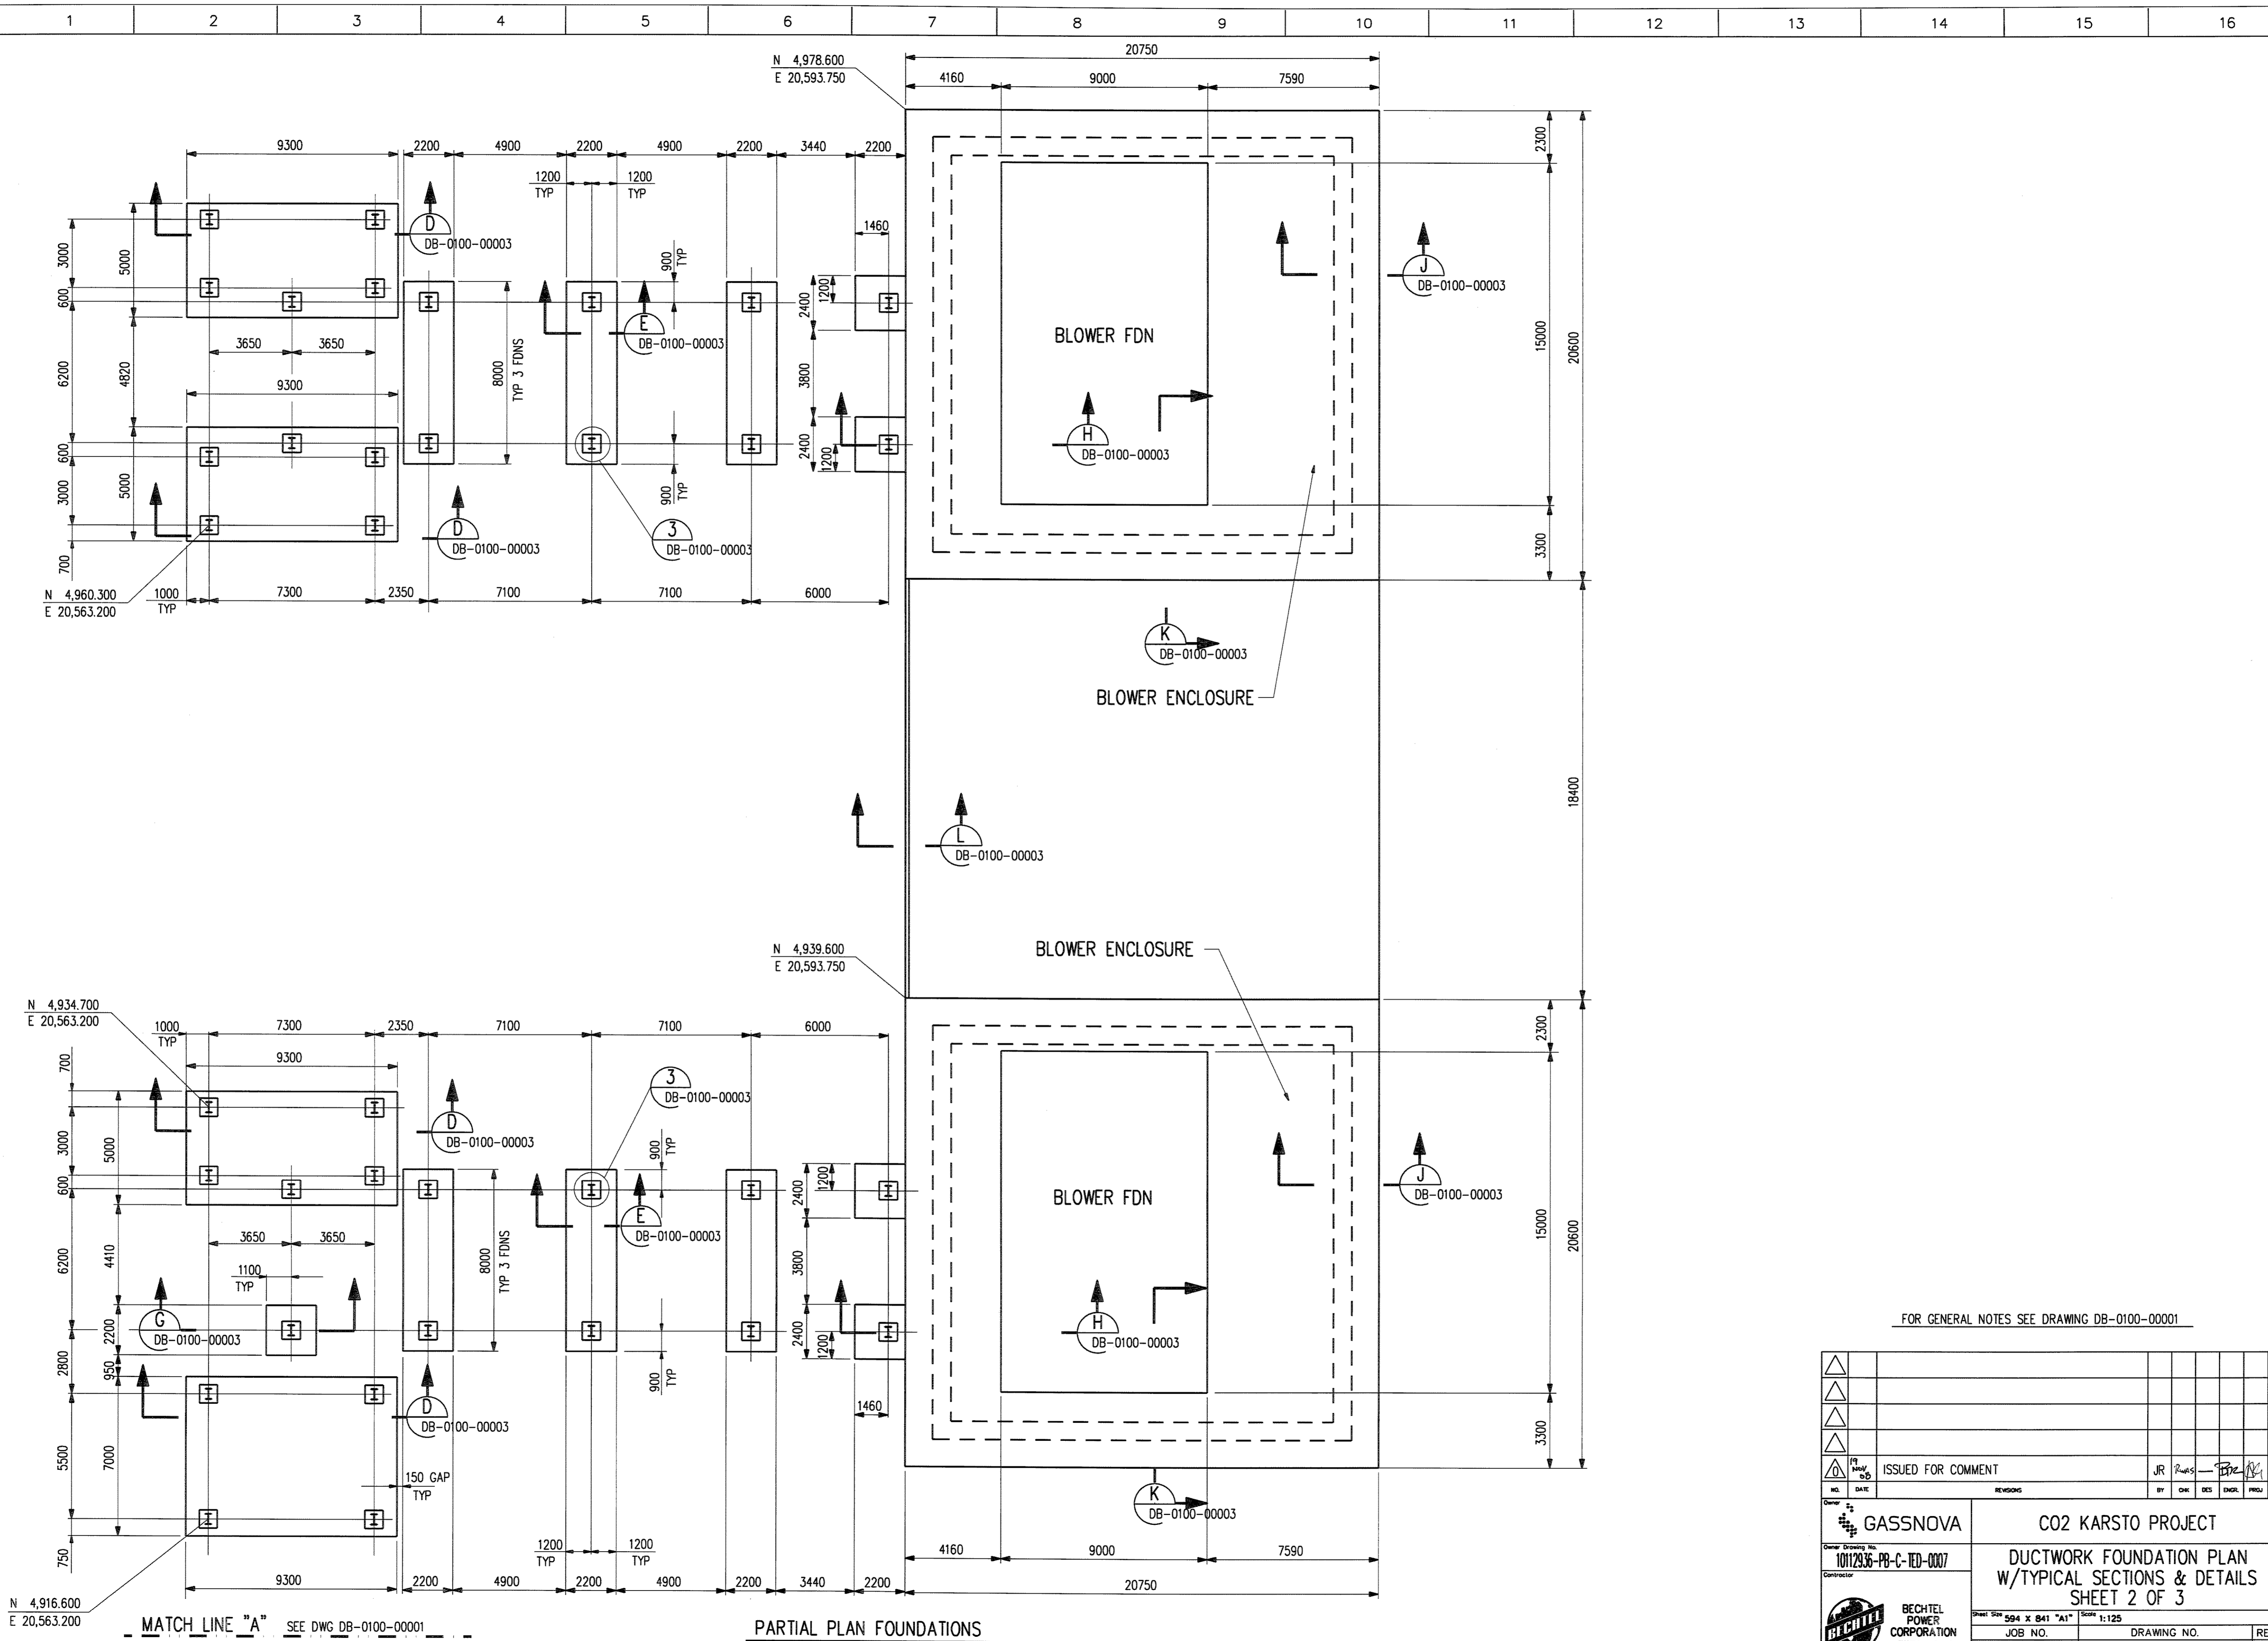 1 2 3 4 5 6 7 8 9 10 11 12 13 14 15 16
N 4,978.600
E 20,593.750
20750
4160 9000 7590
9300 2200 4900 2200 4900 2200 3440 2200
1200
TYP
1200
TYP
1460
D
DB-0100-00003
3000
5000
600
900
TYP
2400
1200
E
DB-0100-00003
3650 3650
6200
4820
8000
TYP 3 FDNS
3800
9300
600
3000
5000
700
2400
1200
900
TYP
D
DB-0100-00003
3
DB-0100-00003
N 4,960.300
E 20,563.200
1000
TYP
7300 2350 7100 7100 6000
BLOWER FDN
H
DB-0100-00003
J
DB-0100-00003
2300
15000
20600
3300
K
DB-0100-00003
BLOWER ENCLOSURE
18400
L
DB-0100-00003
BLOWER ENCLOSURE
N 4,939.600
E 20,593.750
N 4,934.700
E 20,563.200
1000
TYP
7300 2350 7100 7100 6000
9300
700
3
DB-0100-00003
D
DB-0100-00003
3000
5000
600
900
TYP
2400
1200
E
DB-0100-00003
3650 3650
6200
4410
1100
TYP
8000
TYP 3 FDNS
3800
G
DB-0100-00003
2200
2800
950
2400
1200
900
TYP
D
DB-0100-00003
1460
5500
7000
150 GAP
TYP
750
1200
TYP
1200
TYP
9300 2200 4900 2200 4900 2200 3440 2200
N 4,916.600
E 20,563.200
BLOWER FDN
H
DB-0100-00003
J
DB-0100-00003
2300
15000
20600
3300
K
DB-0100-00003
4160 9000 7590
20750
MATCH LINE "A" SEE DWG DB-0100-00001
PARTIAL PLAN FOUNDATIONS
FOR GENERAL NOTES SEE DRAWING DB-0100-00001
0 19 NOV 08 ISSUED FOR COMMENT JR
NO. DATE REVISIONS BY CHK DES ENGR. PROJ
Owner
GASSNOVA
CO2 KARSTO PROJECT
Owner Drawing No.
10112936-PB-C-TED-0007
DUCTWORK FOUNDATION PLAN
W/TYPICAL SECTIONS & DETAILS
SHEET 2 OF 3
Contractor
BECHTEL
BECHTEL
POWER
CORPORATION
Sheet Size 594 X 841 "A1" Scale 1:125
JOB NO. DRAWING NO.